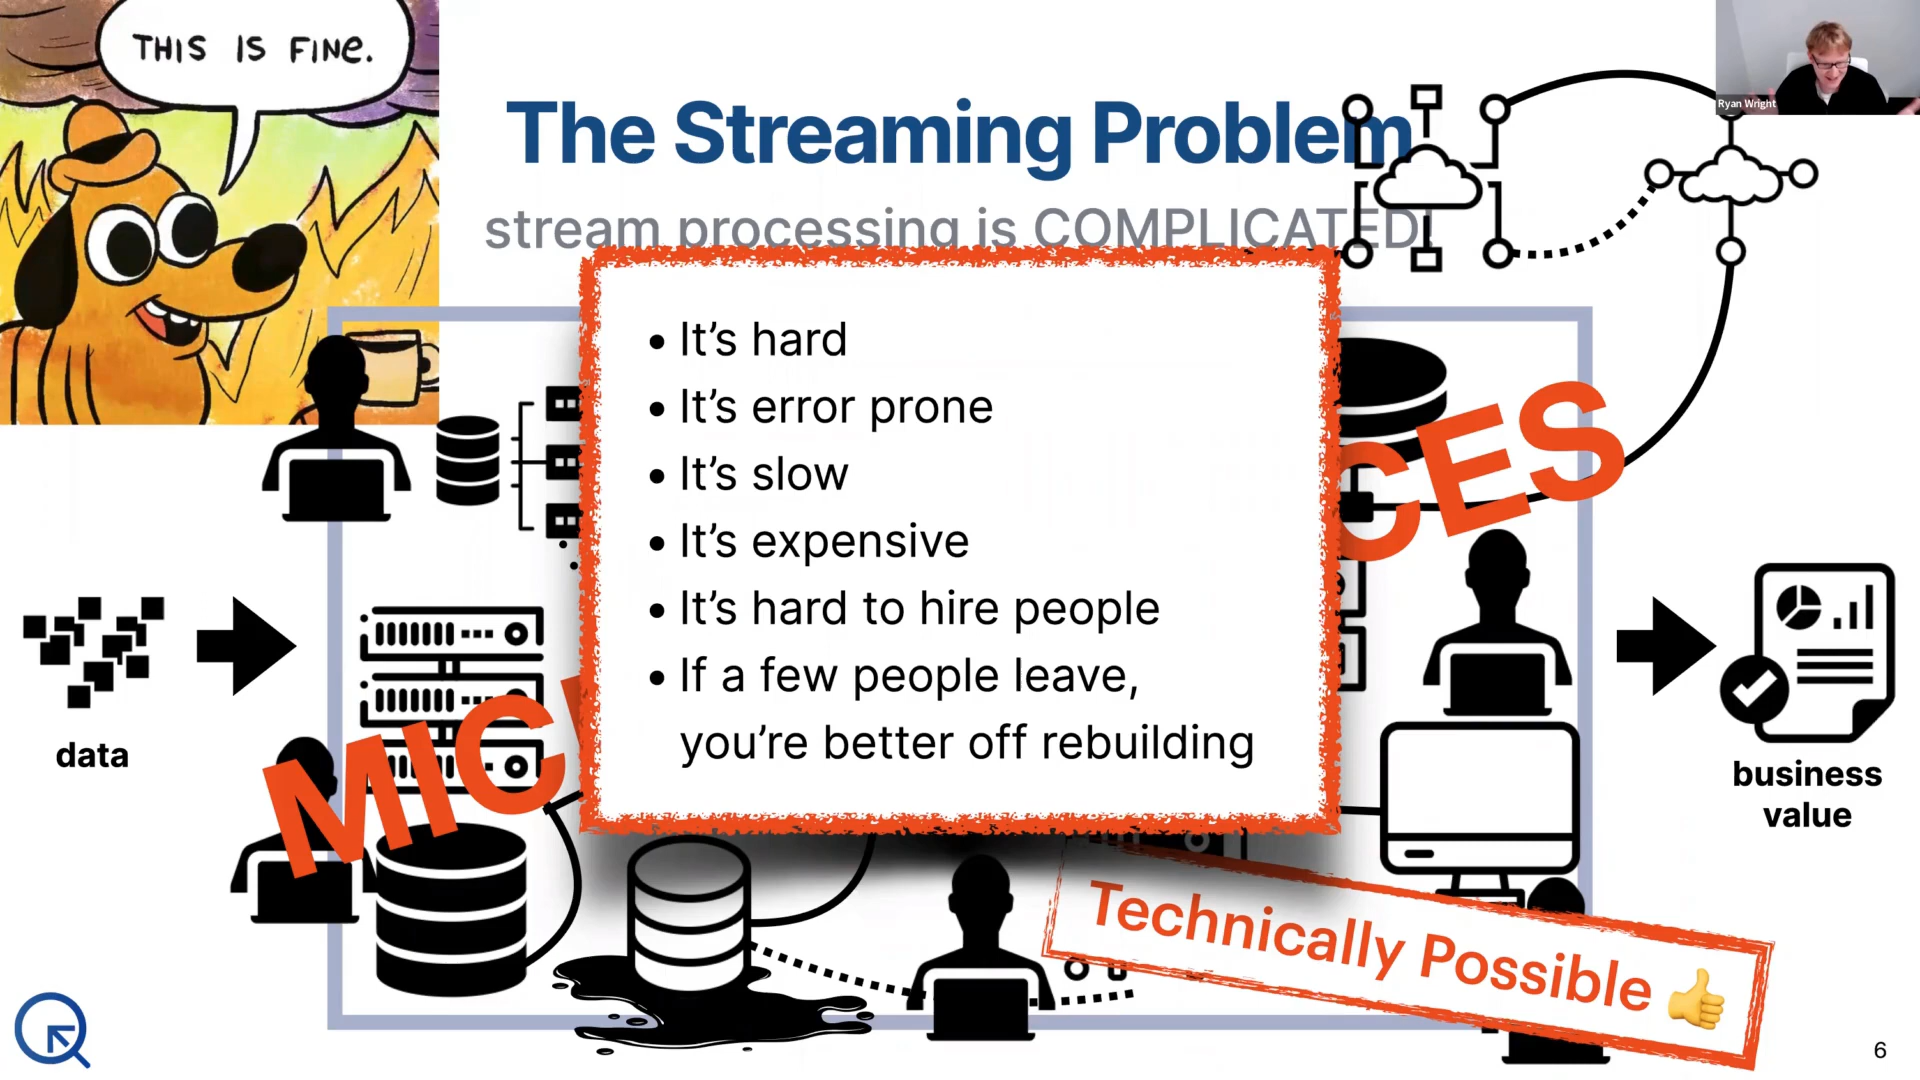 THIS IS FINE.
Ryan Wright
The Streaming Problem
stream processing is COMPLICATED!
• It’s hard
• It’s error prone
• It’s slow
• It’s expensive
• It’s hard to hire people
• If a few people leave,
you’re better off rebuilding
MIC
CES
data
business
value
Technically Possible 👍
6